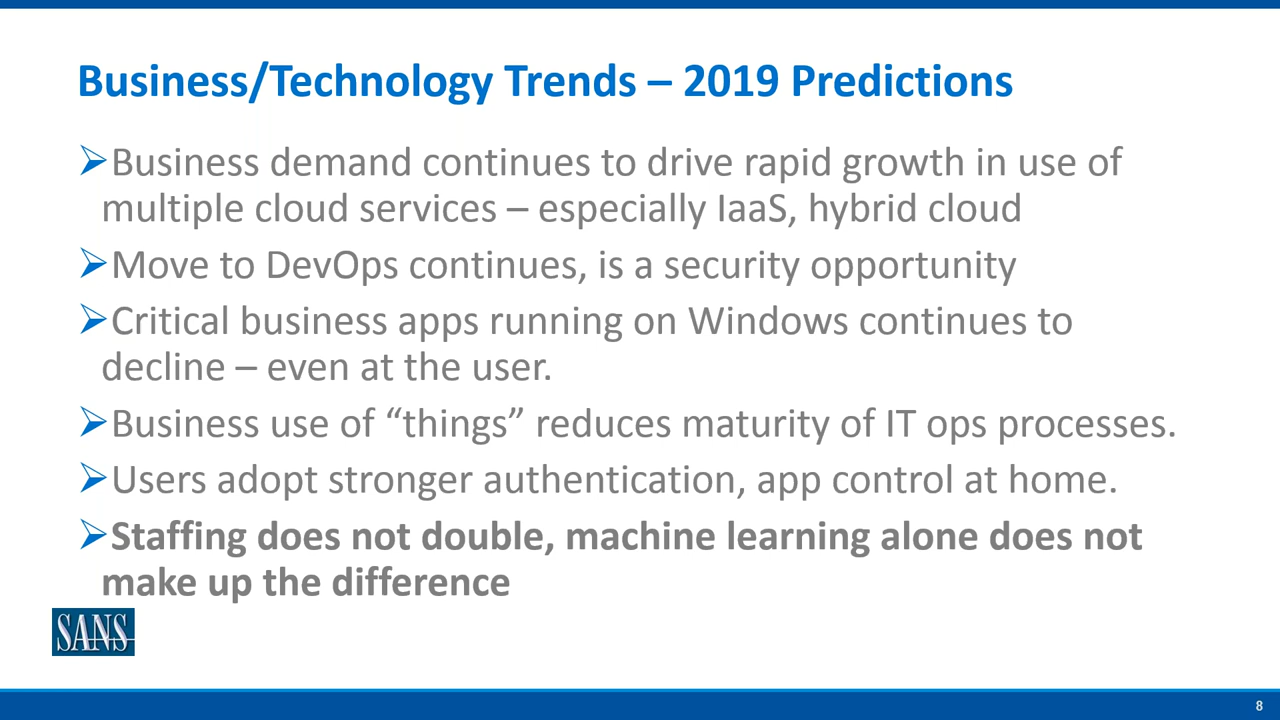 Business/Technology Trends – 2019 Predictions
➢Business demand continues to drive rapid growth in use of
multiple cloud services – especially IaaS, hybrid cloud
➢Move to DevOps continues, is a security opportunity
➢Critical business apps running on Windows continues to
decline – even at the user.
➢Business use of “things” reduces maturity of IT ops processes.
➢Users adopt stronger authentication, app control at home.
➢Staffing does not double, machine learning alone does not
make up the difference
SANS
8